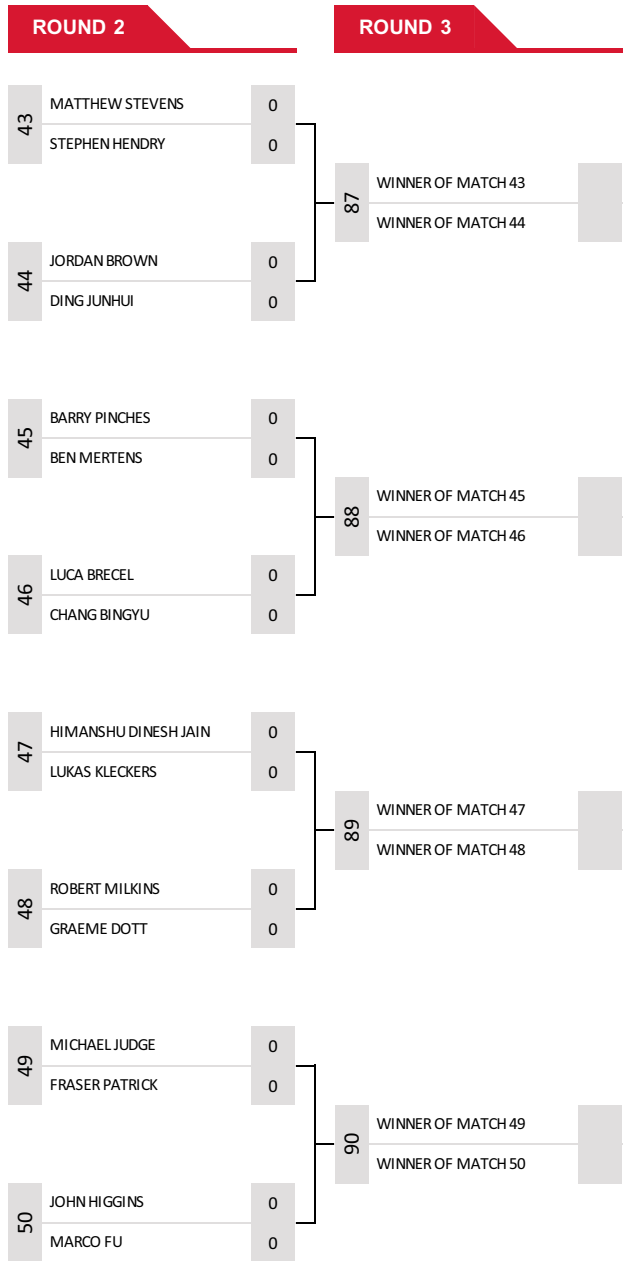 ROUND 2
ROUND 3
43
MATTHEW STEVENS 0
STEPHEN HENDRY 0
44
JORDAN BROWN 0
DING JUNHUI 0
87
WINNER OF MATCH 43
WINNER OF MATCH 44
45
BARRY PINCHES 0
BEN MERTENS 0
46
LUCA BRECEL 0
CHANG BINGYU 0
88
WINNER OF MATCH 45
WINNER OF MATCH 46
47
HIMANSHU DINESH JAIN 0
LUKAS KLECKERS 0
48
ROBERT MILKINS 0
GRAEME DOTT 0
89
WINNER OF MATCH 47
WINNER OF MATCH 48
49
MICHAEL JUDGE 0
FRASER PATRICK 0
50
JOHN HIGGINS 0
MARCO FU 0
90
WINNER OF MATCH 49
WINNER OF MATCH 50